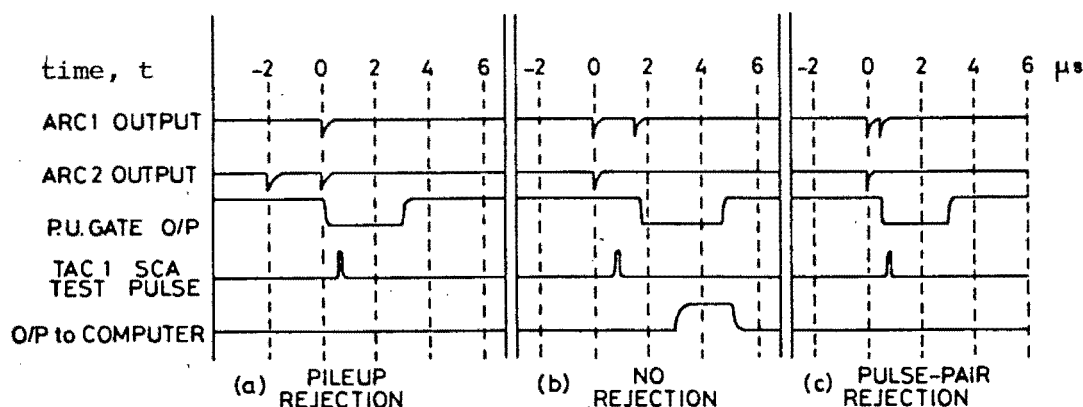 time, t
-2 0 2 4 6
-2 0 2 4 6
-2 0 2 4 6 μs
ARC1 OUTPUT
ARC2 OUTPUT
P.U. GATE O/P
TAC 1 SCA
TEST PULSE
O/P to COMPUTER
(a) PILEUP
REJECTION
(b) NO
REJECTION
(c) PULSE-PAIR
REJECTION